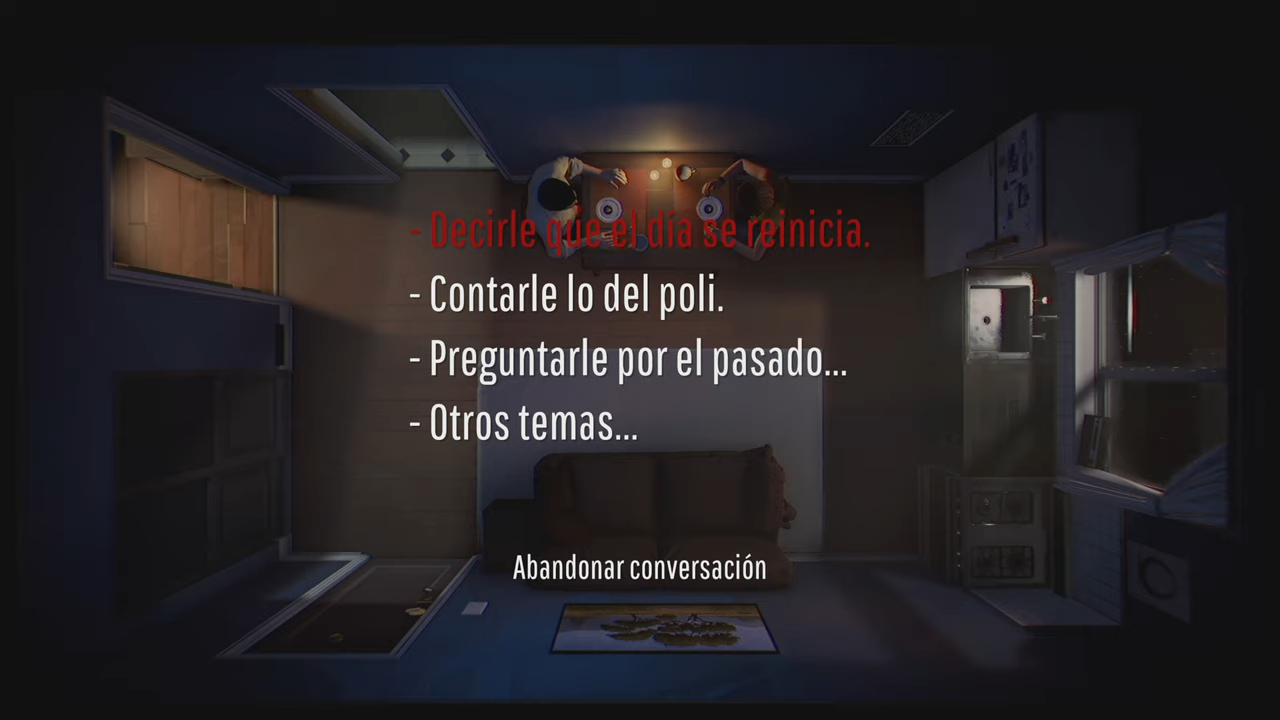 - Decirle que el día se reinicia.
- Contarle lo del poli.
- Preguntarle por el pasado...
- Otros temas...
Abandonar conversación